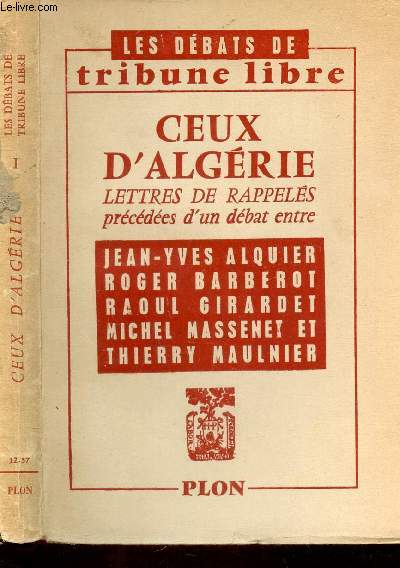 © le-livre.fr
LES DÉBATS DE
TRIBUNE LIBRE
I
CEUX D'ALGÉRIE
12-57
PLON
LES DÉBATS DE
tribune libre
CEUX
D'ALGÉRIE
LETTRES DE RAPPELÉS
précédées d'un débat entre
JEAN-YVES ALQUIER
ROGER BARBEROT
RAOUL GIRARDET
MICHEL MASSENET ET
THIERRY MAULNIER
PLON